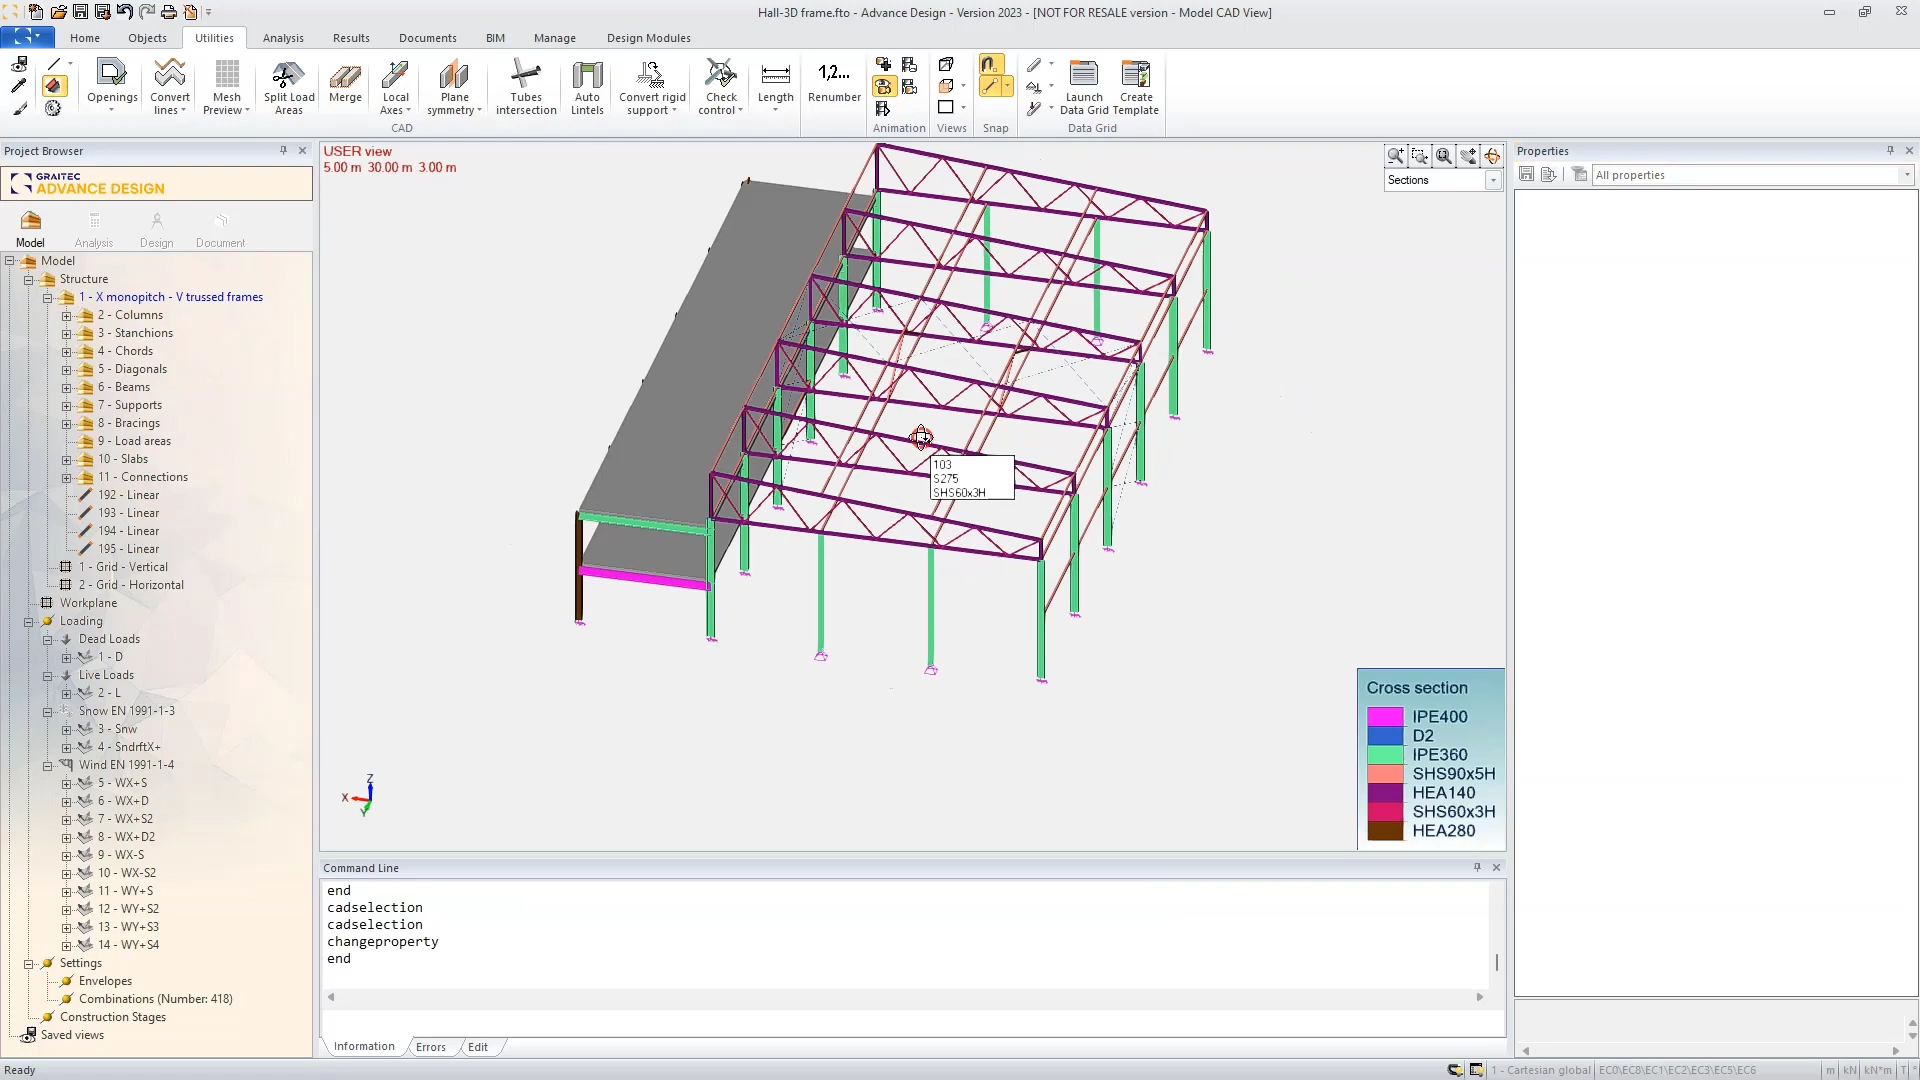 Hall-3D frame.fto - Advance Design - Version 2023 - [NOT FOR RESALE version - Model CAD View]
Home
Objects
Utilities
Analysis
Results
Documents
BIM
Manage
Design Modules
Openings
Convert lines
Mesh Preview
Split Load Areas
Merge
Local Axes
Plane symmetry
Tubes intersection
Auto Lintels
Convert rigid support
Check control
Length
1,2...
Renumber
Launch Data Grid
Create Template
CAD
Animation
Views
Snap
Data Grid
Project Browser
GRAITEC
ADVANCE DESIGN
Model
Analysis
Design
Document
Model
Structure
1 - X monopitch - V trussed frames
2 - Columns
3 - Stanchions
4 - Chords
5 - Diagonals
6 - Beams
7 - Supports
8 - Bracings
9 - Load areas
10 - Slabs
11 - Connections
192 - Linear
193 - Linear
194 - Linear
195 - Linear
1 - Grid - Vertical
2 - Grid - Horizontal
Workplane
Loading
Dead Loads
1 - D
Live Loads
2 - L
Snow EN 1991-1-3
3 - Snw
4 - SndrftX+
Wind EN 1991-1-4
5 - WX+S
6 - WX+D
7 - WX+S2
8 - WX+D2
9 - WX-S
10 - WX-S2
11 - WY+S
12 - WY+S2
13 - WY+S3
14 - WY+S4
Settings
Envelopes
Combinations (Number: 418)
Construction Stages
Saved views
USER view
5.00 m 30.00 m 3.00 m
Sections
103
S275
SHS60x3H
Z
X
Y
Cross section
IPE400
D2
IPE360
SHS90x5H
HEA140
SHS60x3H
HEA280
Command Line
end
cadselection
cadselection
changeproperty
end
Information
Errors
Edit
Properties
All properties
Ready
1 - Cartesian global
EC0\EC8\EC1\EC2\EC3\EC5\EC6
m
kN
kN*m
T